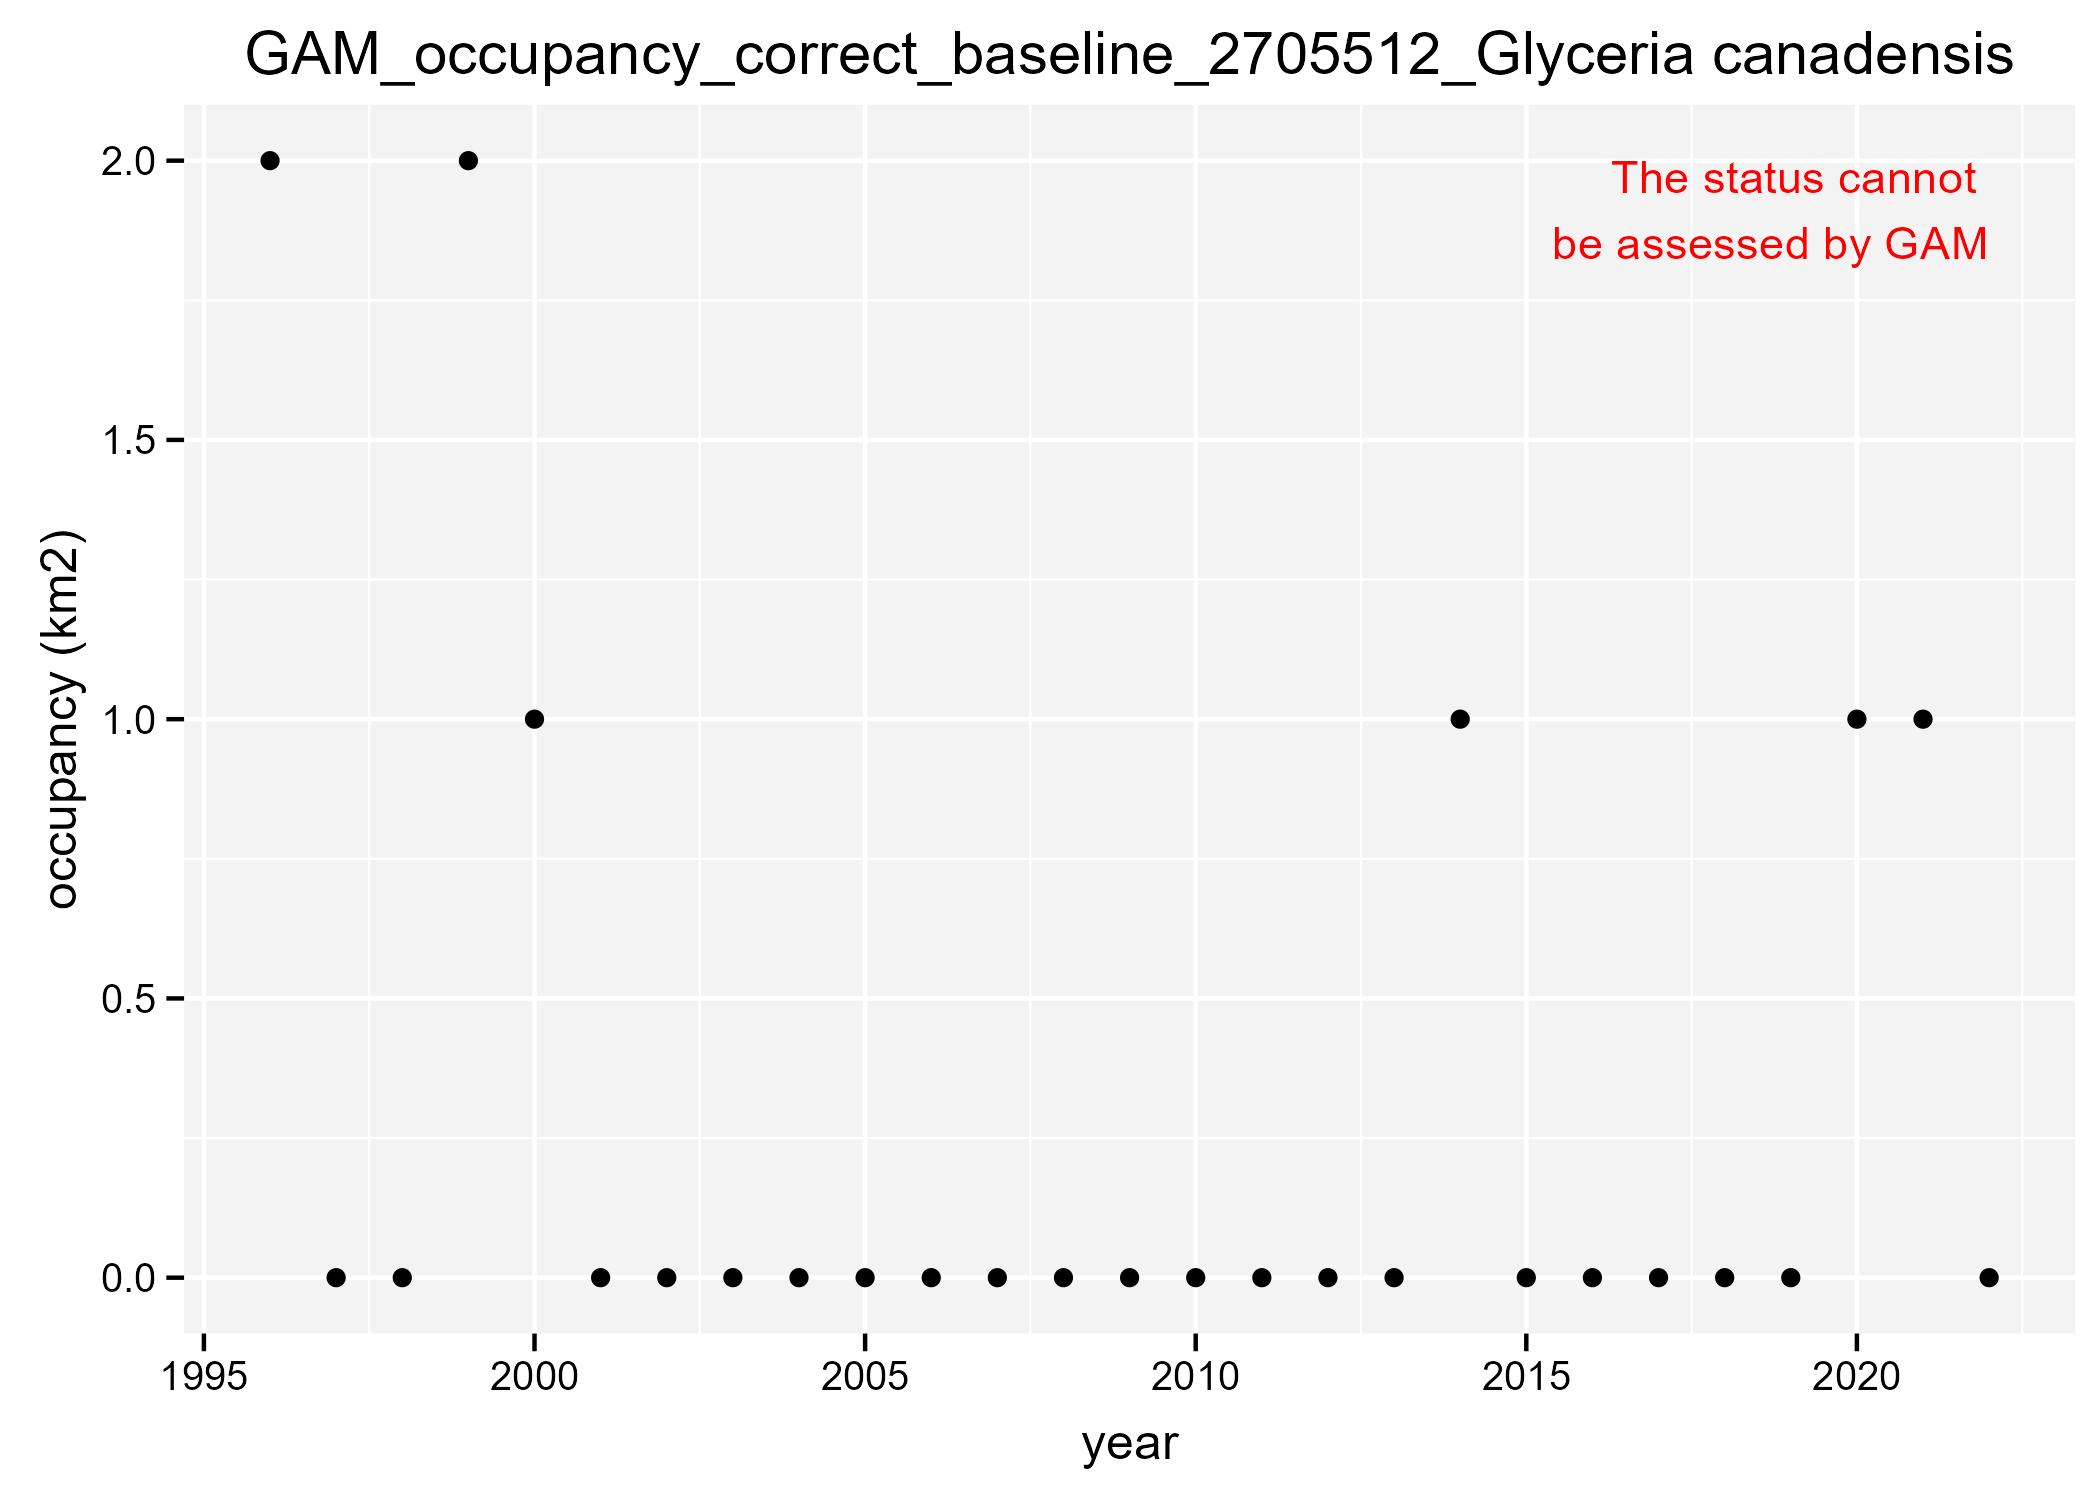 GAM_occupancy_correct_baseline_2705512_Glyceria canadensis
The status cannot
be assessed by GAM
occupancy (km2)
2.0
1.5
1.0
0.5
0.0
1995 2000 2005 2010 2015 2020
year